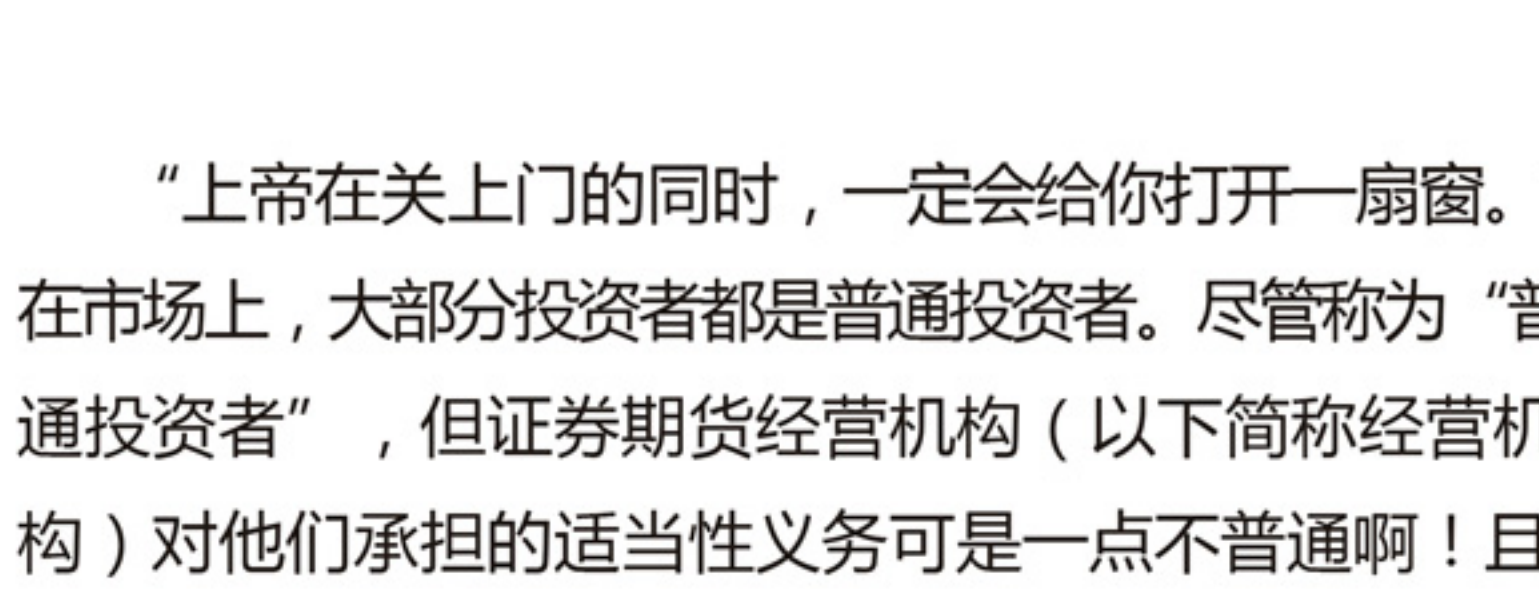 “上帝在关上门的同时，一定会给你打开一扇窗。
在市场上，大部分投资者都是普通投资者。尽管称为“普
通投资者”，但证券期货经营机构（以下简称经营机
构）对他们承担的适当性义务可是一点不普通啊！且